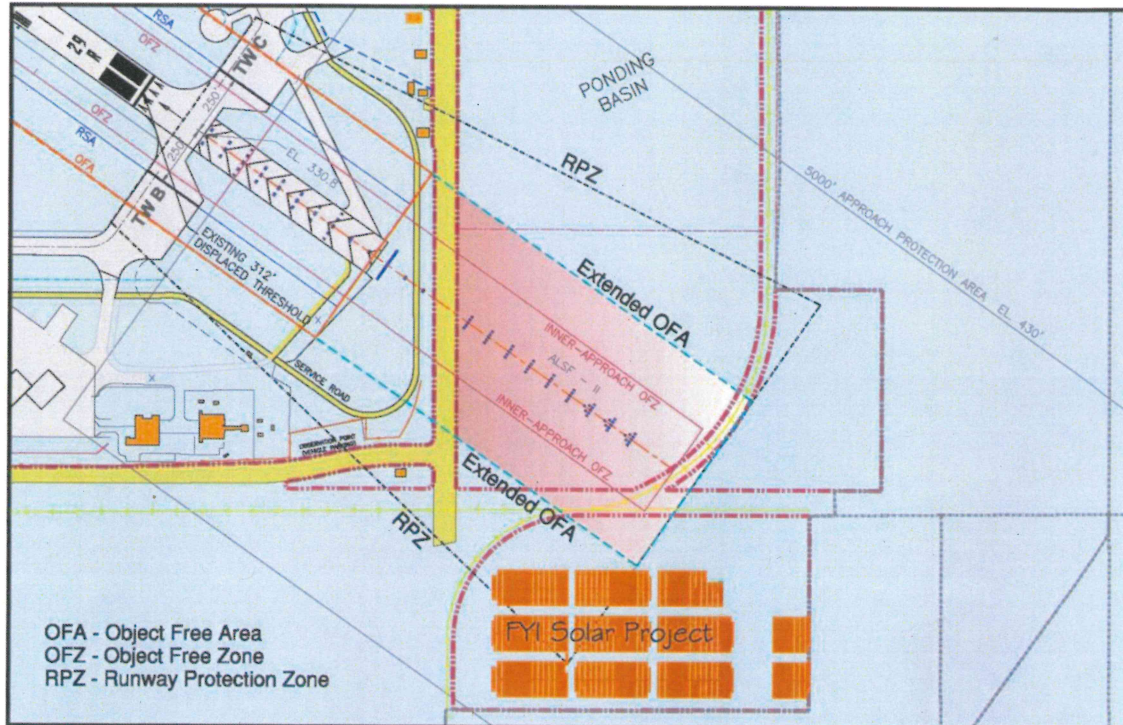 RSA
OFZ
TW C
29
R
250'
250'
OFZ
RSA
OFA
TW B
EL 330.8
PONDING
BASIN
RPZ
5000' APPROACH PROTECTION AREA EL. 430'
EXISTING 312'
DISPLACED THRESHOLD
Extended OFA
INNER-APPROACH OFZ
ALSF - II
INNER-APPROACH OFZ
SERVICE ROAD
OBSERVATION POINT
Extended OFA
RPZ
FYI Solar Project
OFA - Object Free Area
OFZ - Object Free Zone
RPZ - Runway Protection Zone